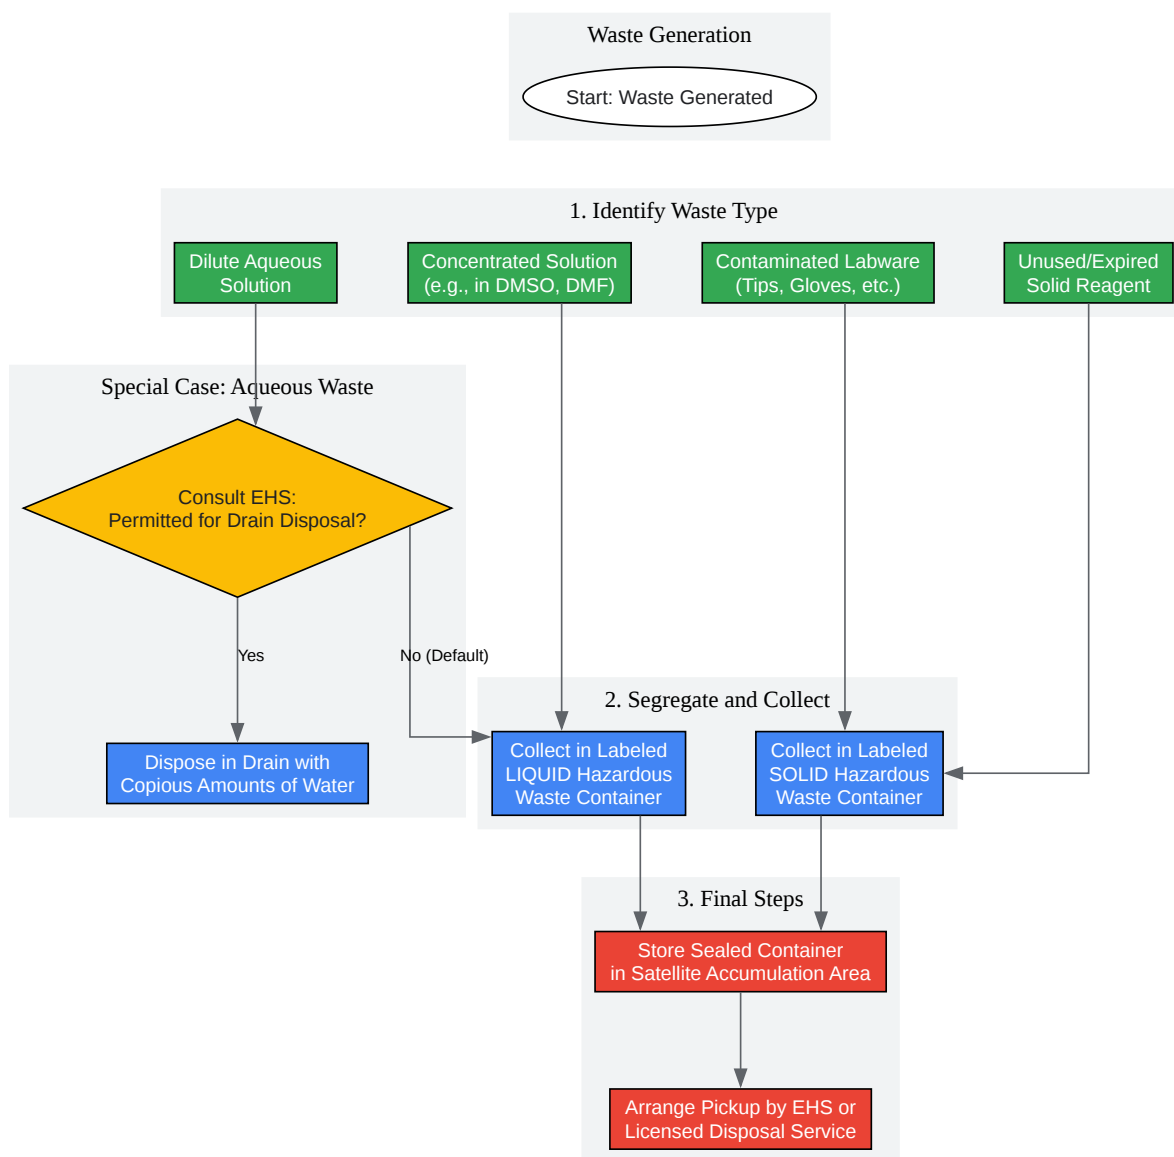 Waste Generation
Start: Waste Generated
1. Identify Waste Type
Dilute Aqueous
Solution
Concentrated Solution
(e.g., in DMSO, DMF)
Contaminated Labware
(Tips, Gloves, etc.)
Unused/Expired
Solid Reagent
Special Case: Aqueous Waste
Consult EHS:
Permitted for Drain Disposal?
Yes
No (Default)
Dispose in Drain with
Copious Amounts of Water
2. Segregate and Collect
Collect in Labeled
LIQUID Hazardous
Waste Container
Collect in Labeled
SOLID Hazardous
Waste Container
3. Final Steps
Store Sealed Container
in Satellite Accumulation Area
Arrange Pickup by EHS or
Licensed Disposal Service